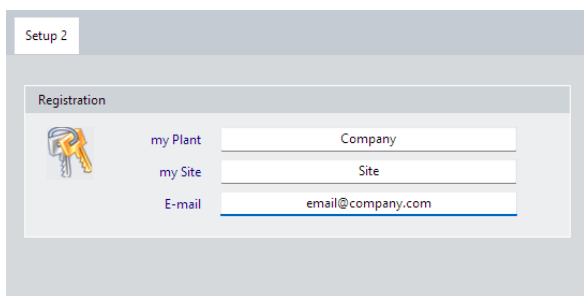 Setup 2
Registration
my Plant Company
my Site Site
E-mail email@company.com